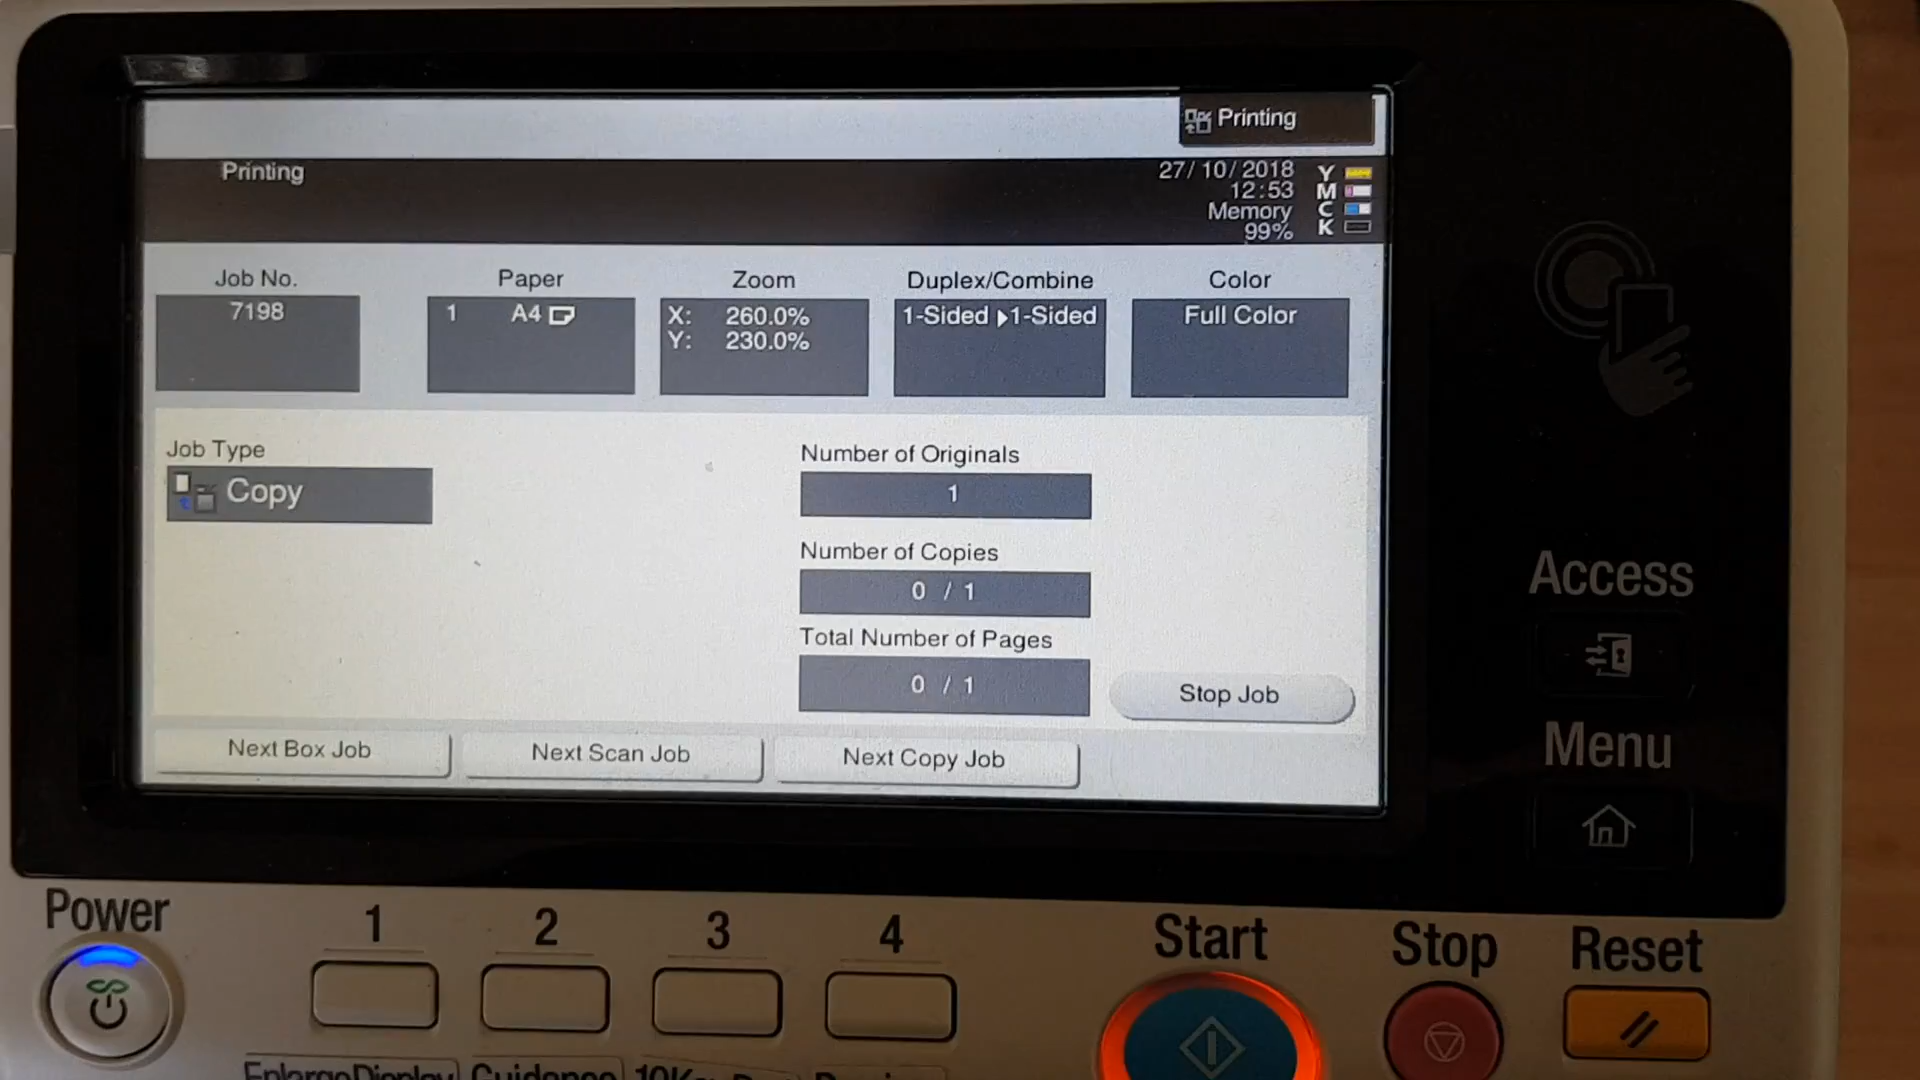 Printing
Printing
27/10/2018
12:53
Memory
99%
Y
M
C
K
Job No.
7198
Paper
1 A4
Zoom
X: 260.0%
Y: 230.0%
Duplex/Combine
1-Sided ▶1-Sided
Color
Full Color
Job Type
Copy
Number of Originals
1
Number of Copies
0 / 1
Total Number of Pages
0 / 1
Stop Job
Next Box Job
Next Scan Job
Next Copy Job
Access
Menu
Power
1
2
3
4
Start
Stop
Reset
EnlargeDisplay
Guidance